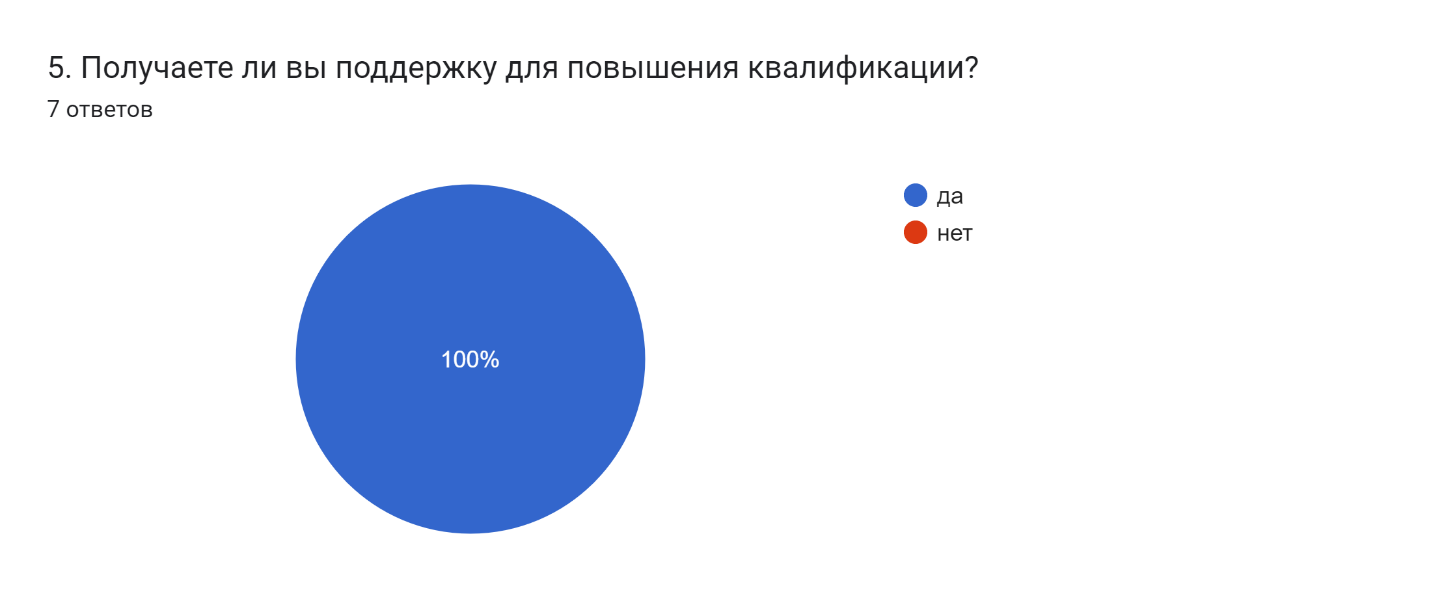 5. Получаете ли вы поддержку для повышения квалификации?
7 ответов
100%
да
нет